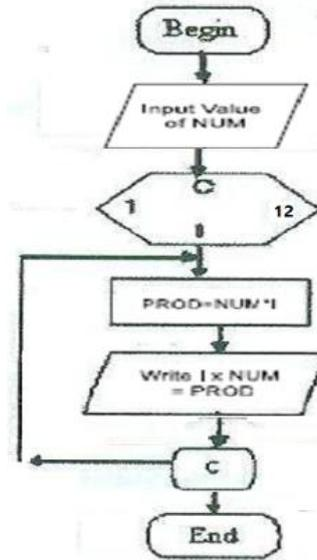 Begin
Input Value
of NUM
C
1 12
I
PROD=NUM*I
Write I x NUM
= PROD
C
End